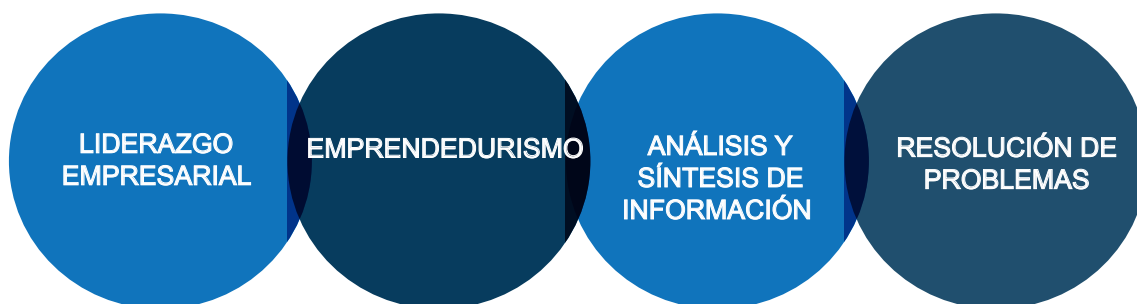 LIDERAZGO
EMPRESARIAL
EMPRENDEDURISMO
ANÁLISIS Y
SÍNTESIS DE
INFORMACIÓN
RESOLUCIÓN DE
PROBLEMAS